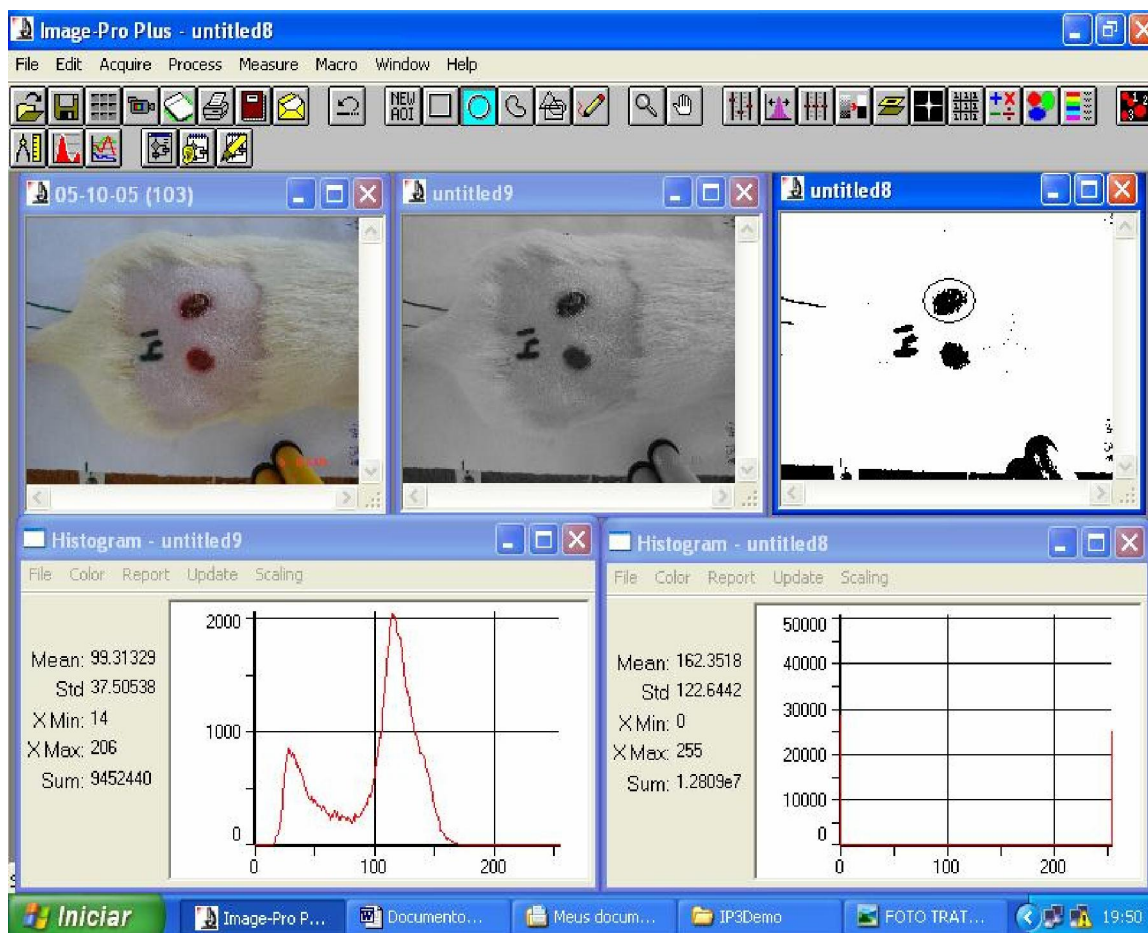 Image-Pro Plus - untitled8
File Edit Acquire Process Measure Macro Window Help
NEW
AOI
05-10-05 (103)
untitled9
untitled8
Histogram - untitled9
File Color Report Update Scaling
Mean: 99.31329
Std 37.50538
X Min: 14
X Max: 206
Sum: 9452440
2000
1000
0
0 100 200
Histogram - untitled8
File Color Report Update Scaling
Mean: 162.3518
Std 122.6442
X Min: 0
X Max: 255
Sum: 1.2809e7
50000
40000
30000
20000
10000
0
0 100 200
Iniciar
Image-Pro P...
Documento...
Meus docum...
IP3Demo
FOTO TRAT...
19:50